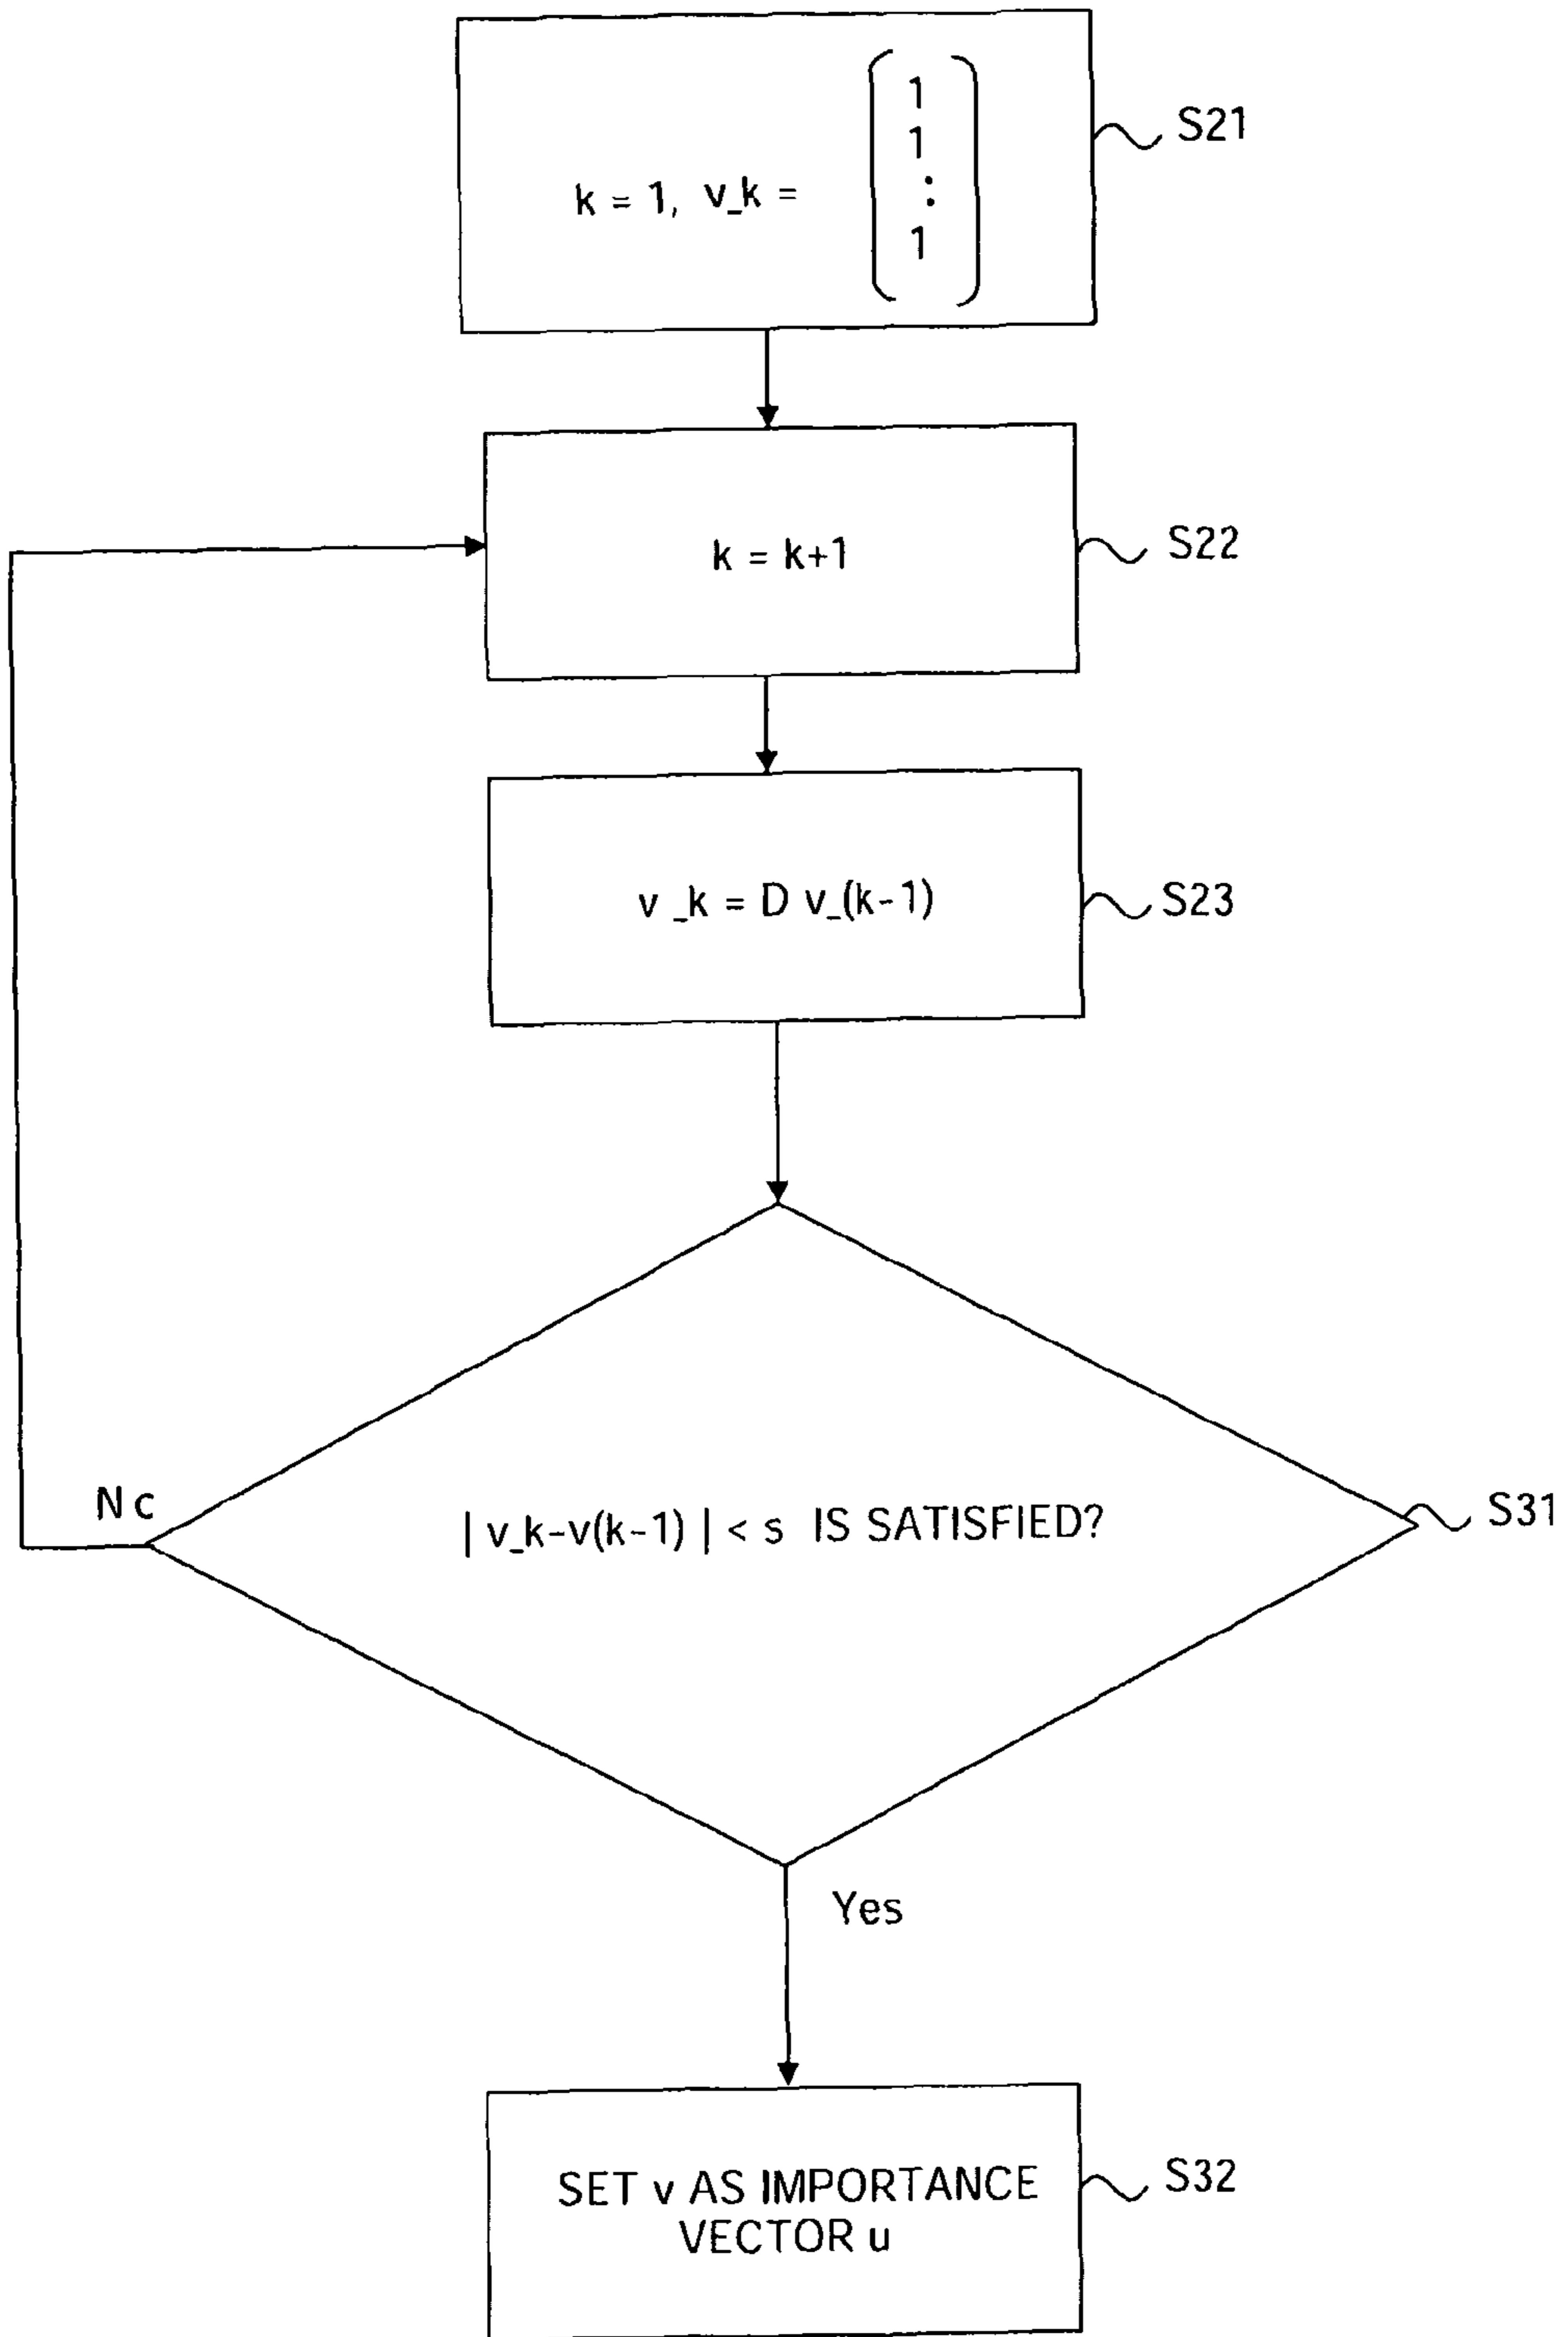 1
1
:
1
k = 1, v_k =
S21
k = k+1
S22
v _k = D v_(k-1)
S23
Nc
| v_k-v(k-1) | < s IS SATISFIED?
S31
Yes
SET v AS IMPORTANCE
VECTOR u
S32